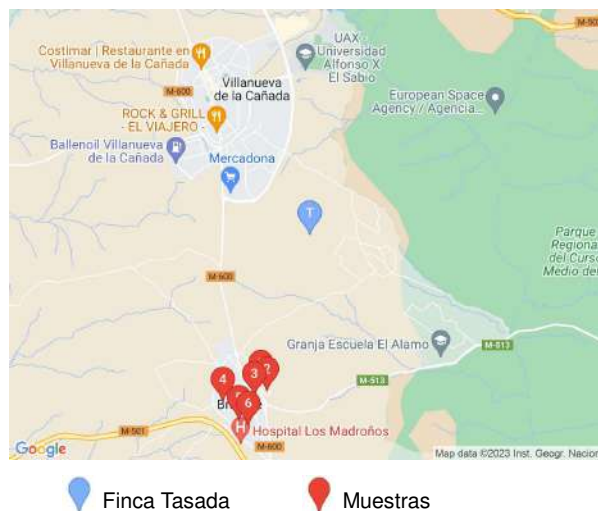 M-503
Costimar | Restaurante en
Villanueva de la Cañada
UAX -
Universidad
Alfonso X
El Sabio
M-600
Villanueva
de la Cañada
European Space
Agency / Agencia...
ROCK & GRILL
- EL VIAJERO -
Ballenoil Villanueva
de la Cañada
Mercadona
T
Parque
Regional
del Curso
Medio del
M-600
Granja Escuela El Alamo
M-513
3
2
4
M-513
6
H
Hospital Los Madroños
M-501
M-600
Google
Map data ©2023 Inst. Geogr. Nacion
Finca Tasada
Muestras